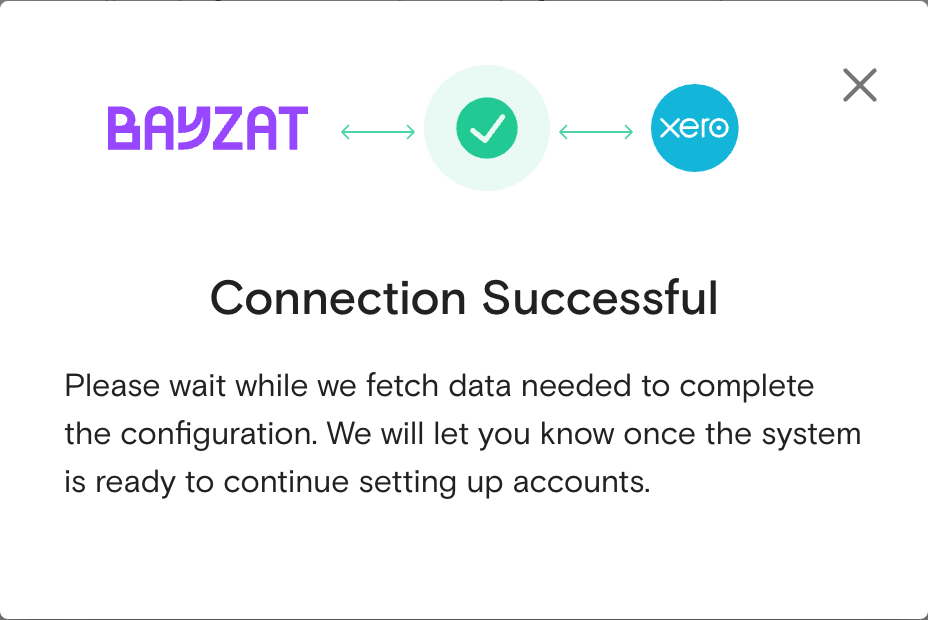 BAYZAT
xero
Connection Successful
Please wait while we fetch data needed to complete
the configuration. We will let you know once the system
is ready to continue setting up accounts.